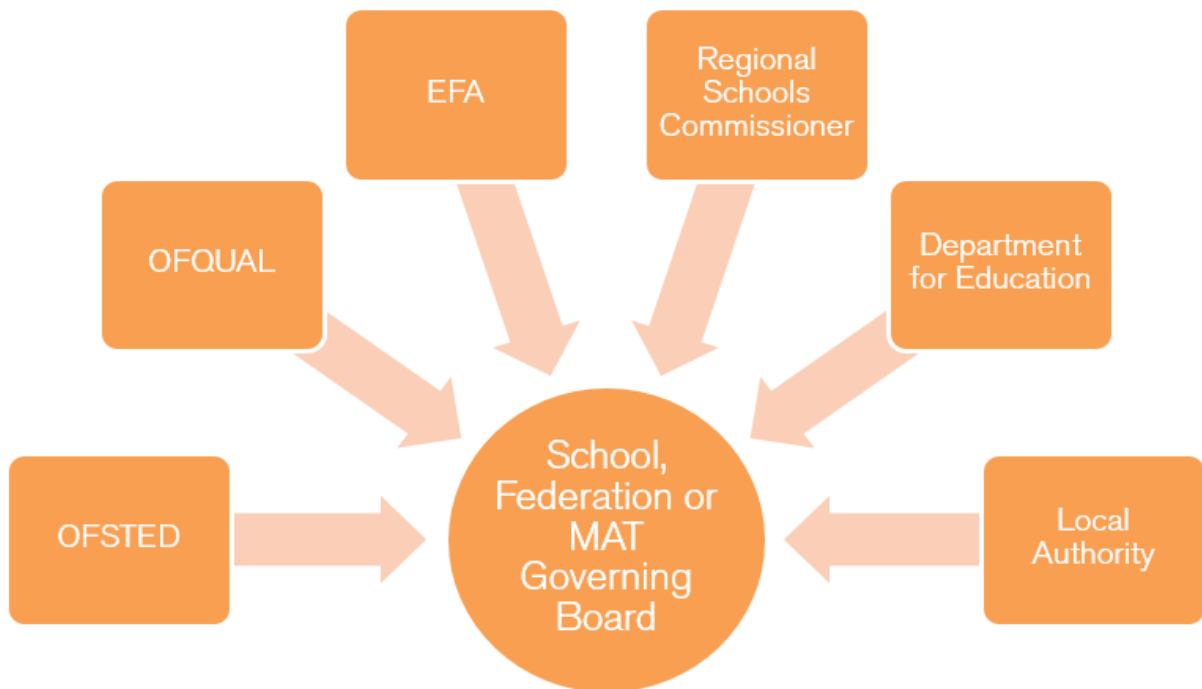 EFA
Regional
Schools
Commissioner
OFQUAL
Department
for Education
OFSTED
School,
Federation or
MAT
Governing
Board
Local
Authority